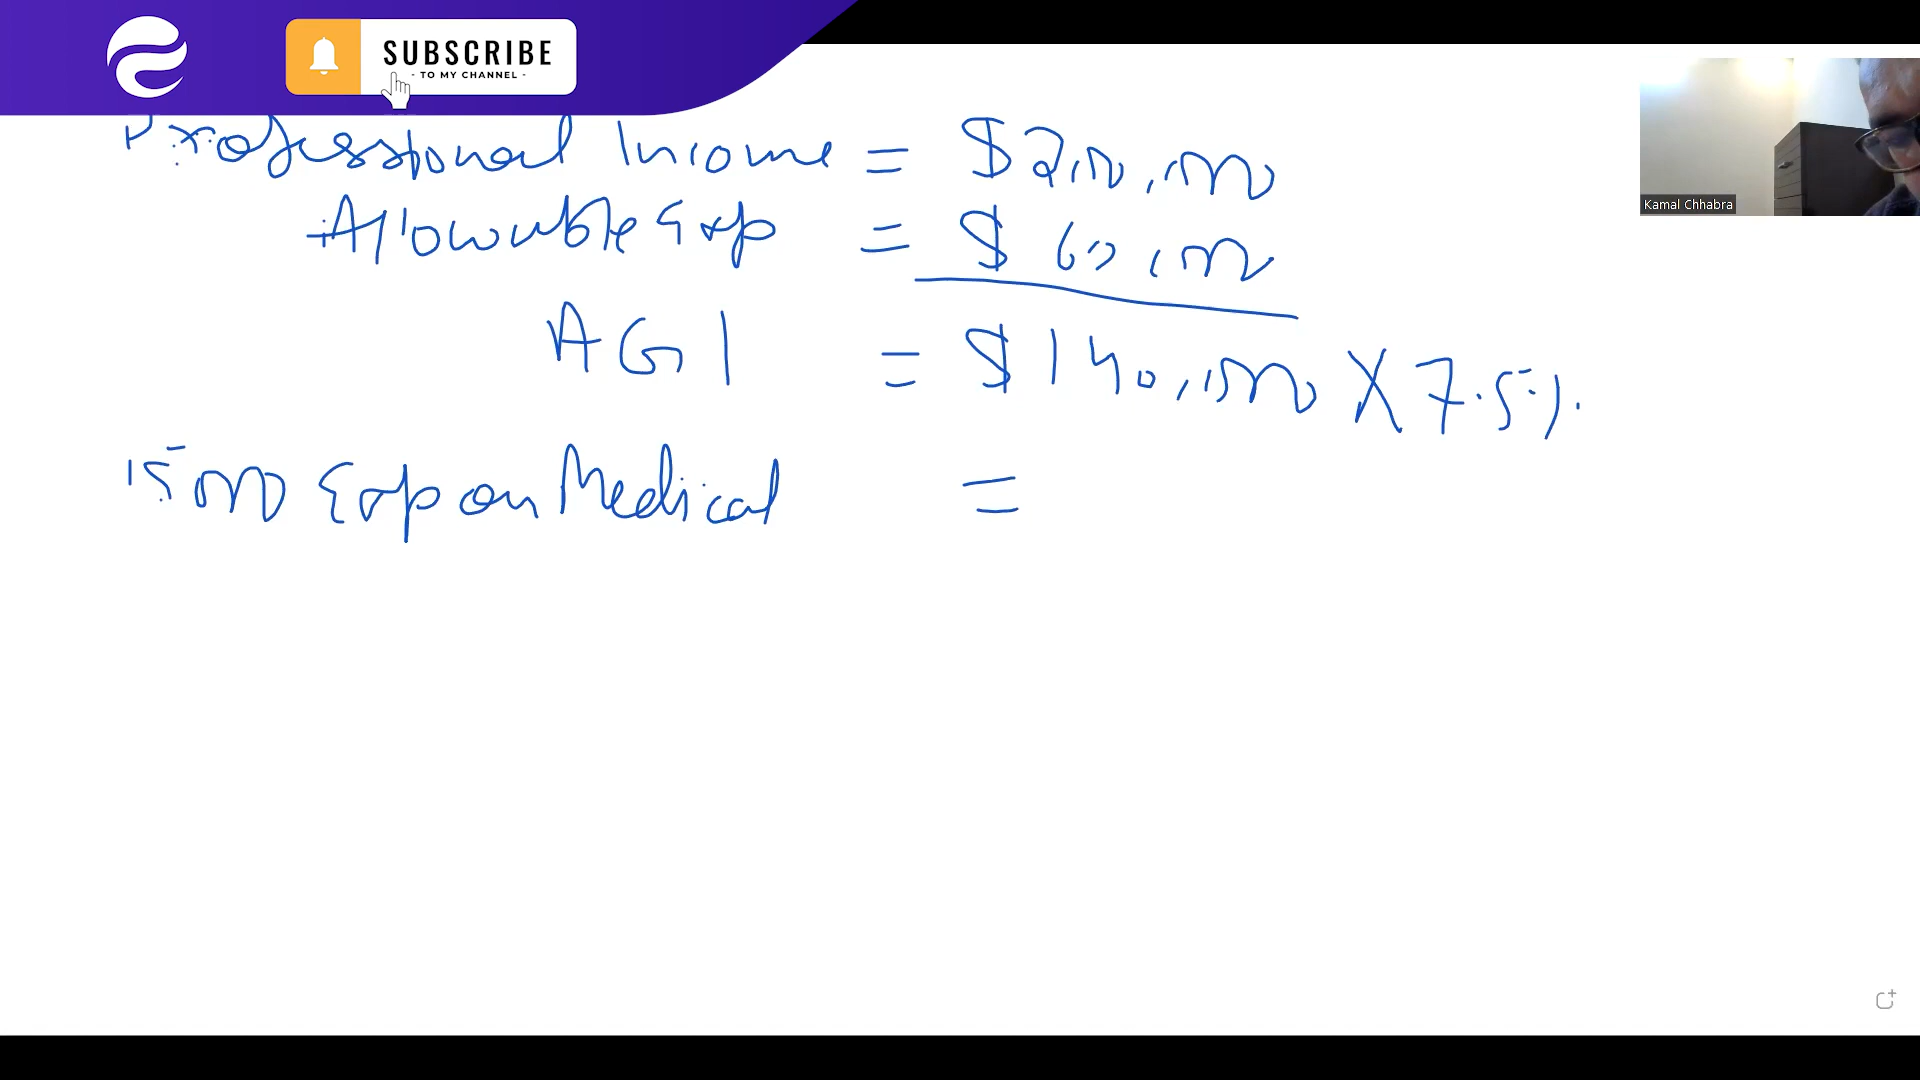 SUBSCRIBE
- TO MY CHANNEL -
Professional Income = $200,000
Allowable Exp = $ 60,000
AGI = $140,000 X 7.5%.
15000 Exp on Medical =
Kamal Chhabra